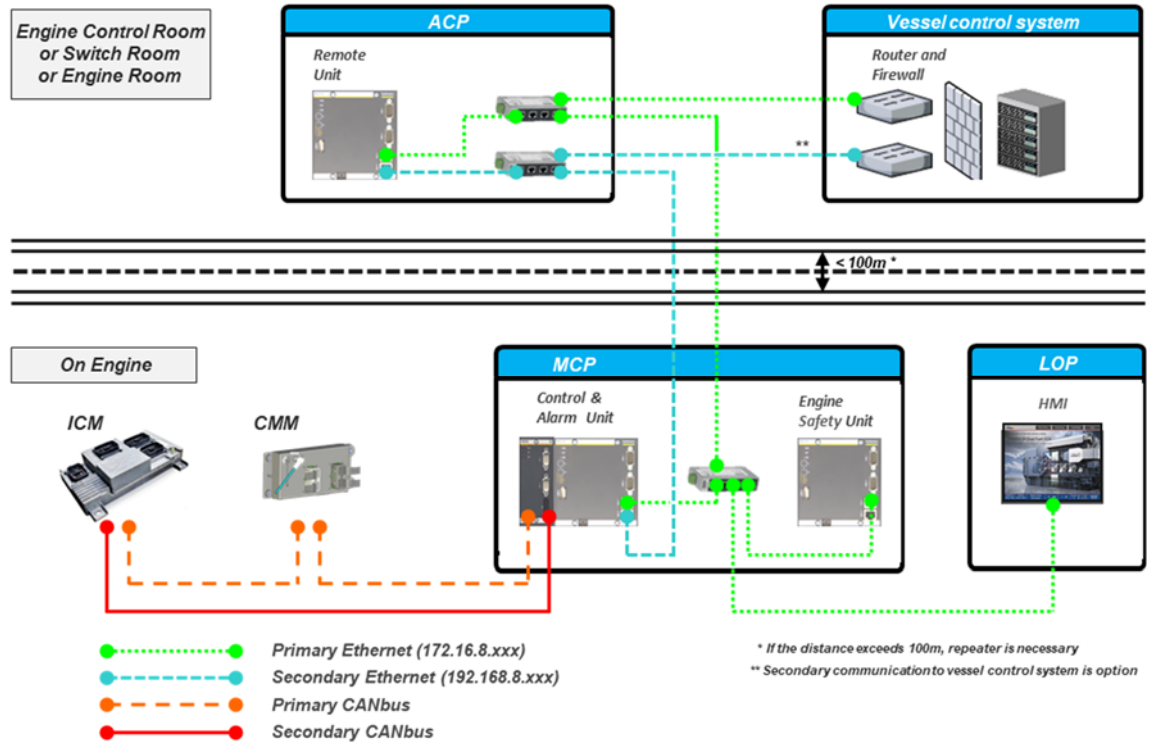 Engine Control Room
or Switch Room
or Engine Room
ACP
Remote
Unit
Vessel control system
Router and
Firewall
**
< 100m *
On Engine
ICM
CMM
MCP
Control &
Alarm Unit
Engine
Safety Unit
LOP
HMI
Primary Ethernet (172.16.8.xxx)
Secondary Ethernet (192.168.8.xxx)
Primary CANbus
Secondary CANbus
* If the distance exceeds 100m, repeater is necessary
** Secondary communication to vessel control system is option